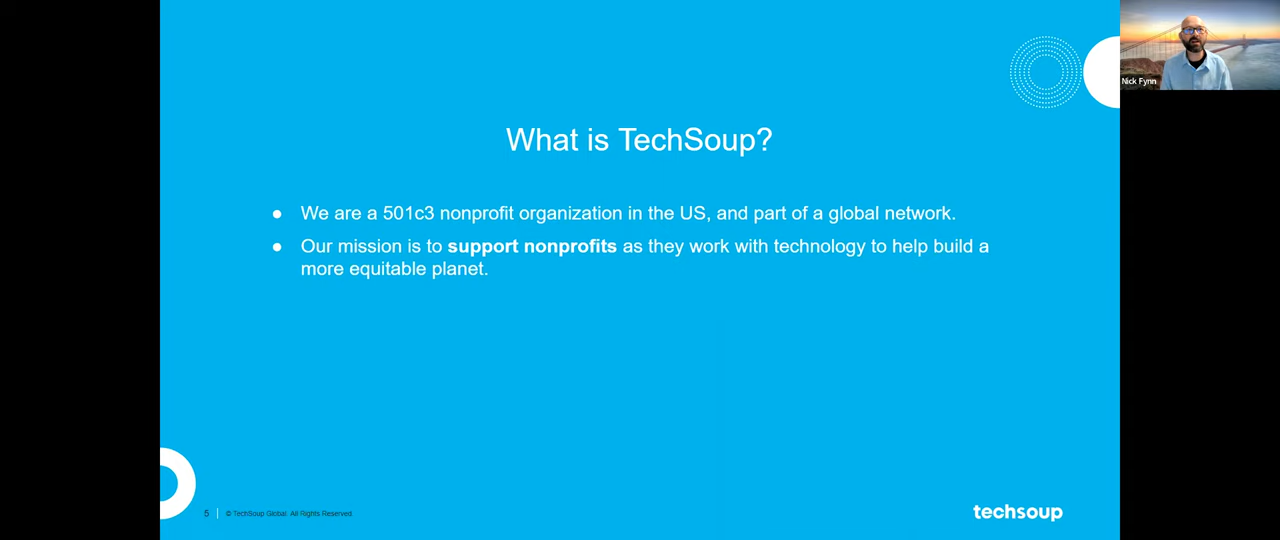 Nick Fynn
What is TechSoup?
● We are a 501c3 nonprofit organization in the US, and part of a global network.
● Our mission is to support nonprofits as they work with technology to help build a
more equitable planet.
5 | © TechSoup Global. All Rights Reserved.
techsoup